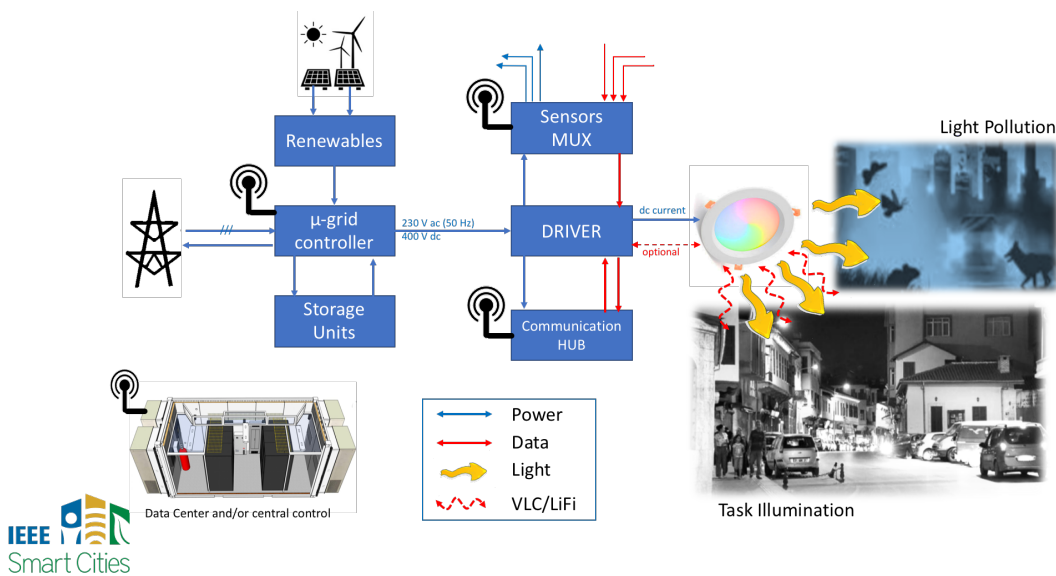 Sensors
MUX
Light Pollution
Renewables
μ-grid
controller
230 V ac (50 Hz)
400 V dc
DRIVER
dc current
optional
Storage
Units
Communication
HUB
Power
Data
Light
VLC/LiFi
Task Illumination
Data Center and/or central control
IEEE
Smart Cities